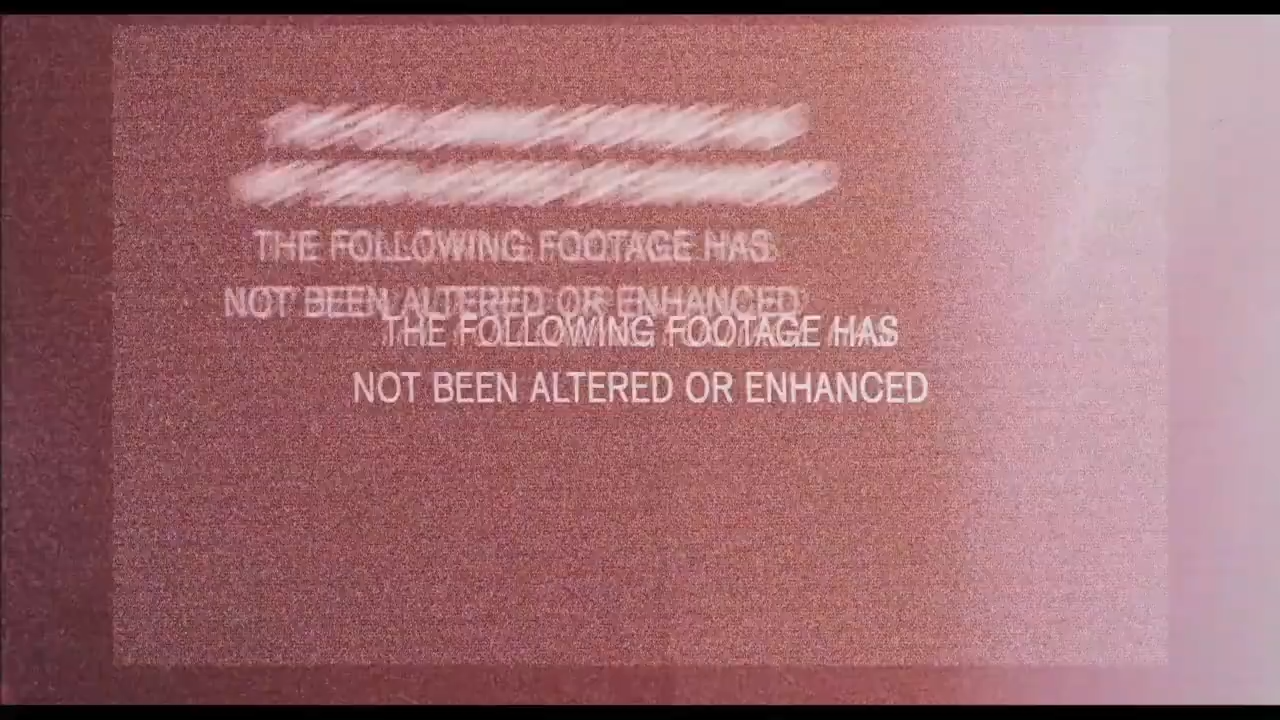 THE FOLLOWING FOOTAGE HAS
NOT BEEN ALTERED OR ENHANCED
THE FOLLOWING FOOTAGE HAS
NOT BEEN ALTERED OR ENHANCED